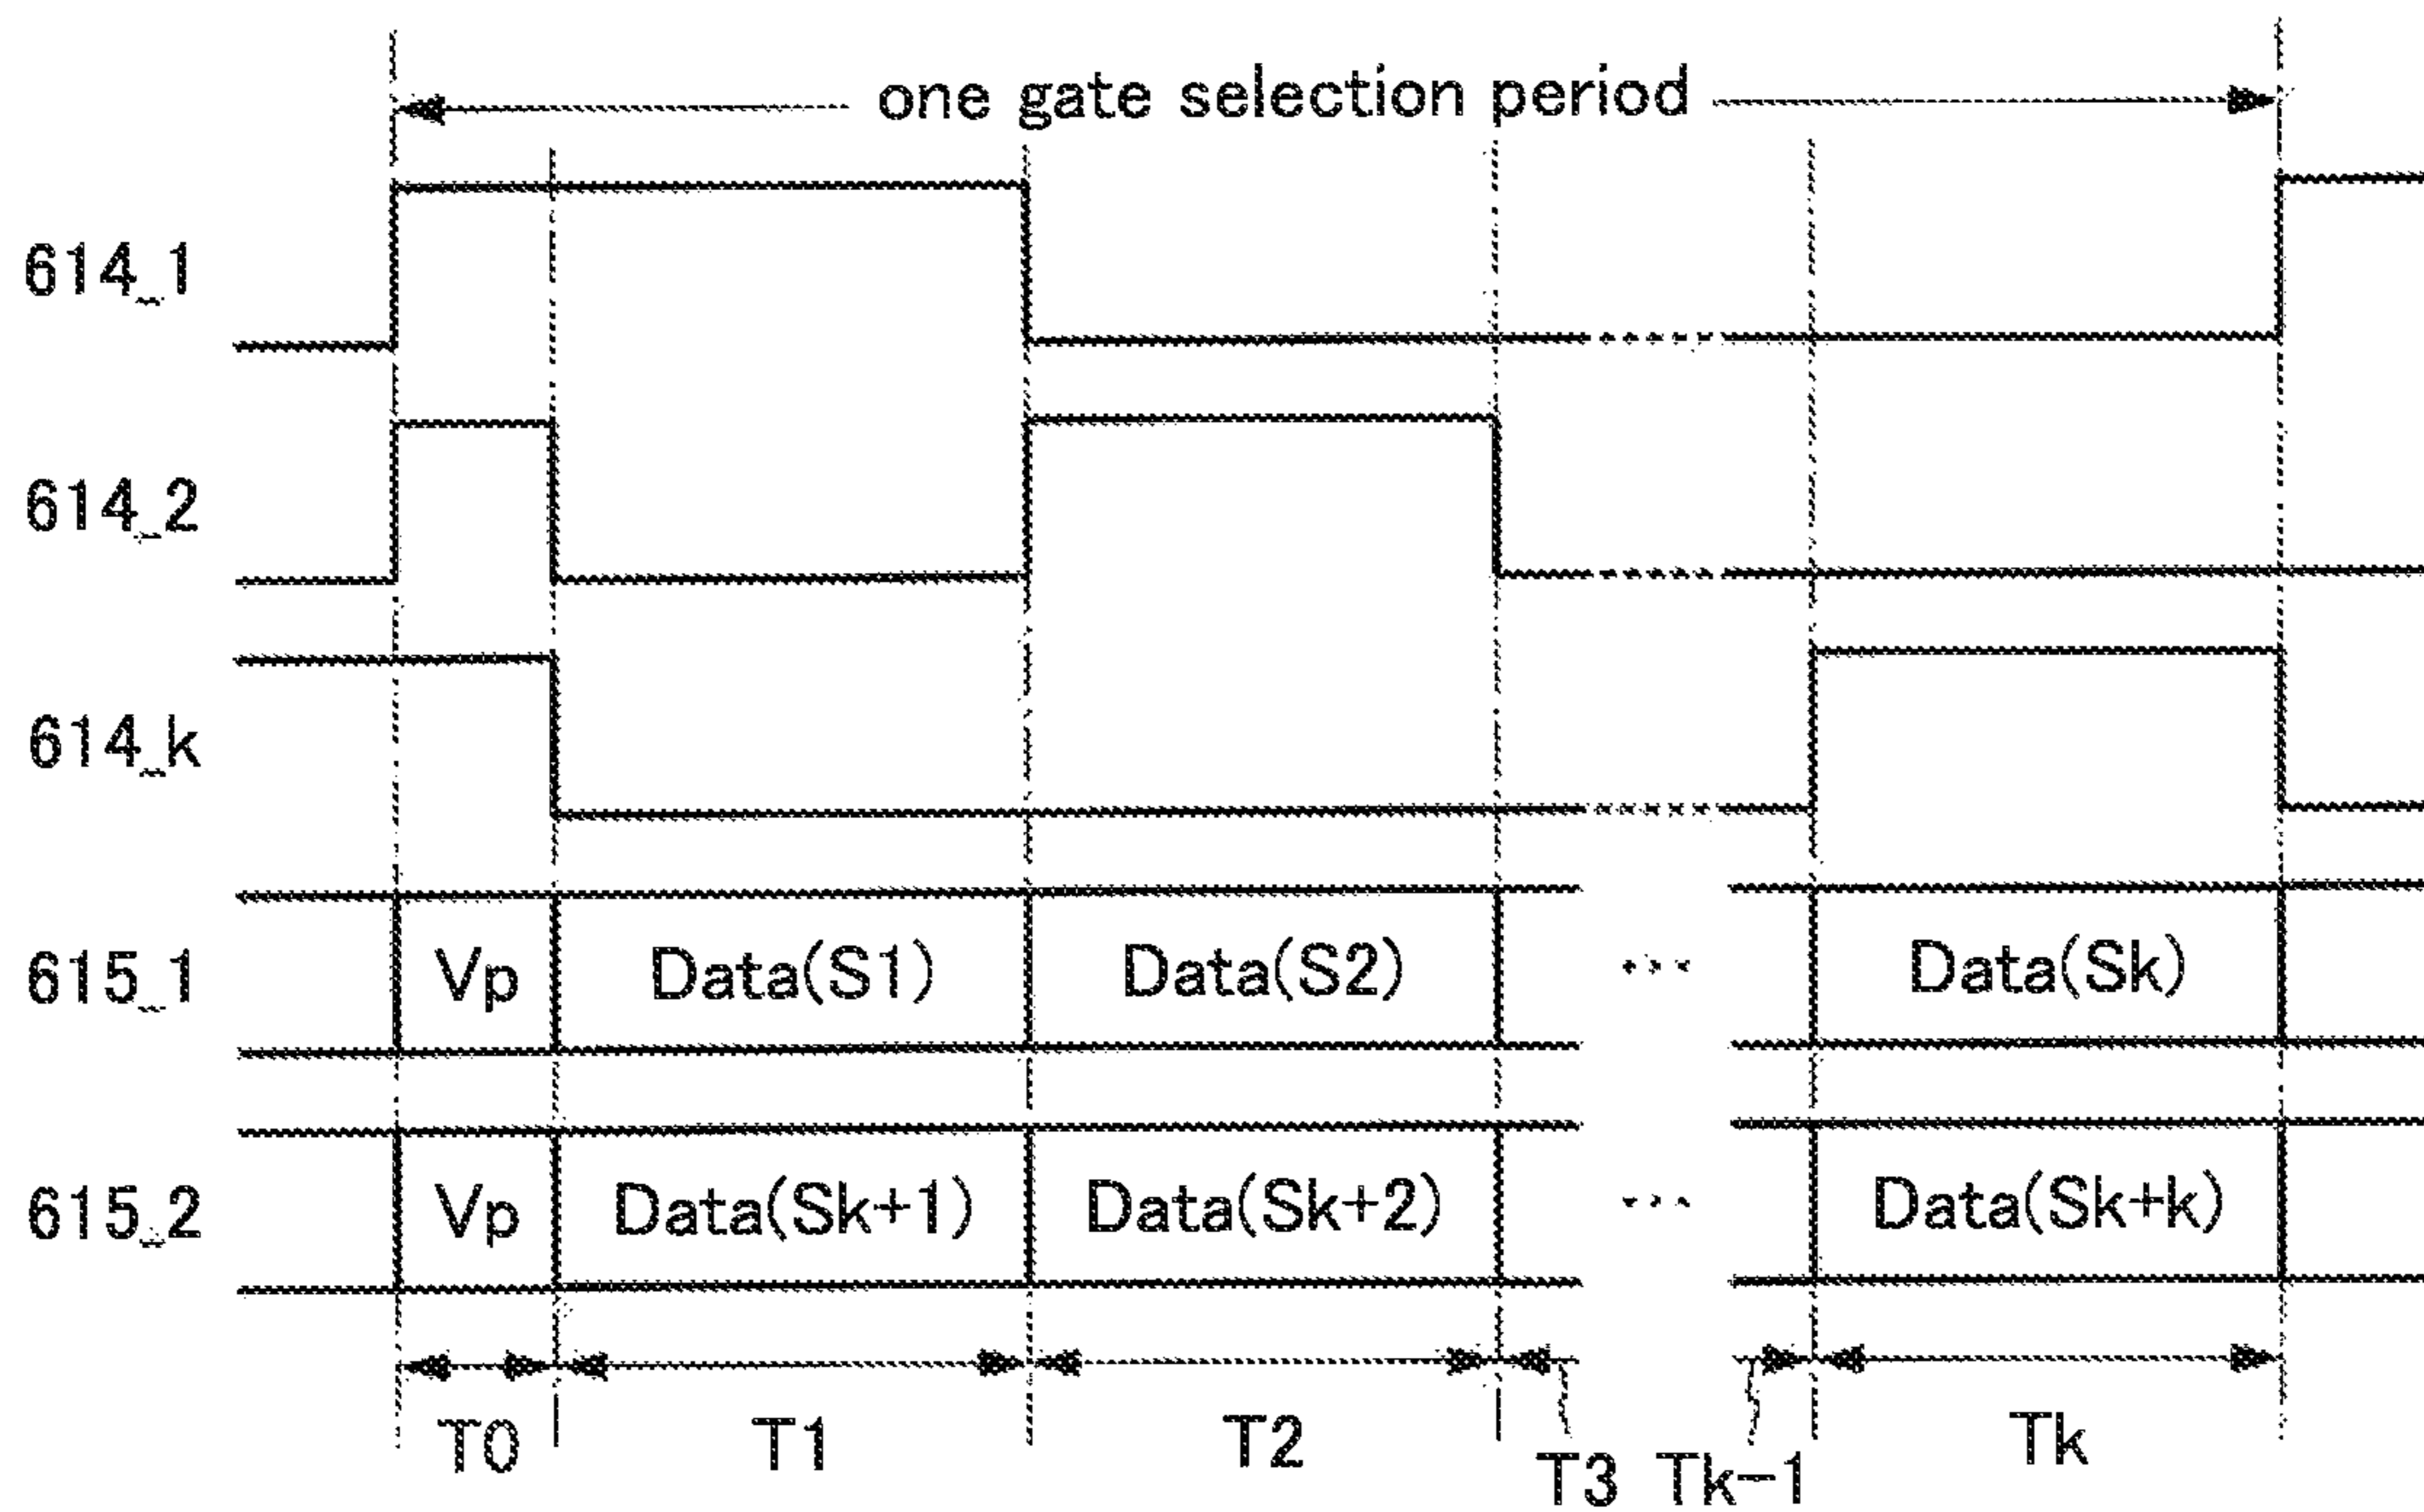 one gate selection period
614_1
614_2
614_k
615_1 Vp Data(S1) Data(S2) ··· Data(Sk)
615_2 Vp Data(Sk+1) Data(Sk+2) ··· Data(Sk+k)
T0 T1 T2 T3 Tk-1 Tk